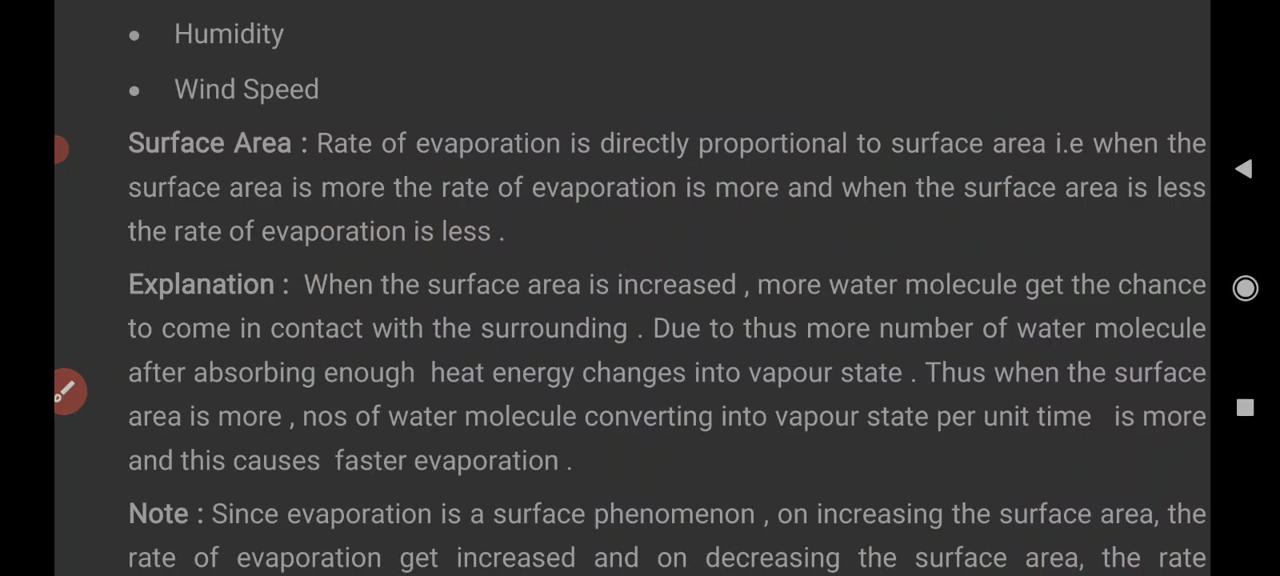 • Humidity
• Wind Speed
Surface Area : Rate of evaporation is directly proportional to surface area i.e when the
surface area is more the rate of evaporation is more and when the surface area is less
the rate of evaporation is less .
Explanation : When the surface area is increased , more water molecule get the chance
to come in contact with the surrounding . Due to thus more number of water molecule
after absorbing enough heat energy changes into vapour state . Thus when the surface
area is more , nos of water molecule converting into vapour state per unit time is more
and this causes faster evaporation .
Note : Since evaporation is a surface phenomenon , on increasing the surface area, the
rate of evaporation get increased and on decreasing the surface area, the rate